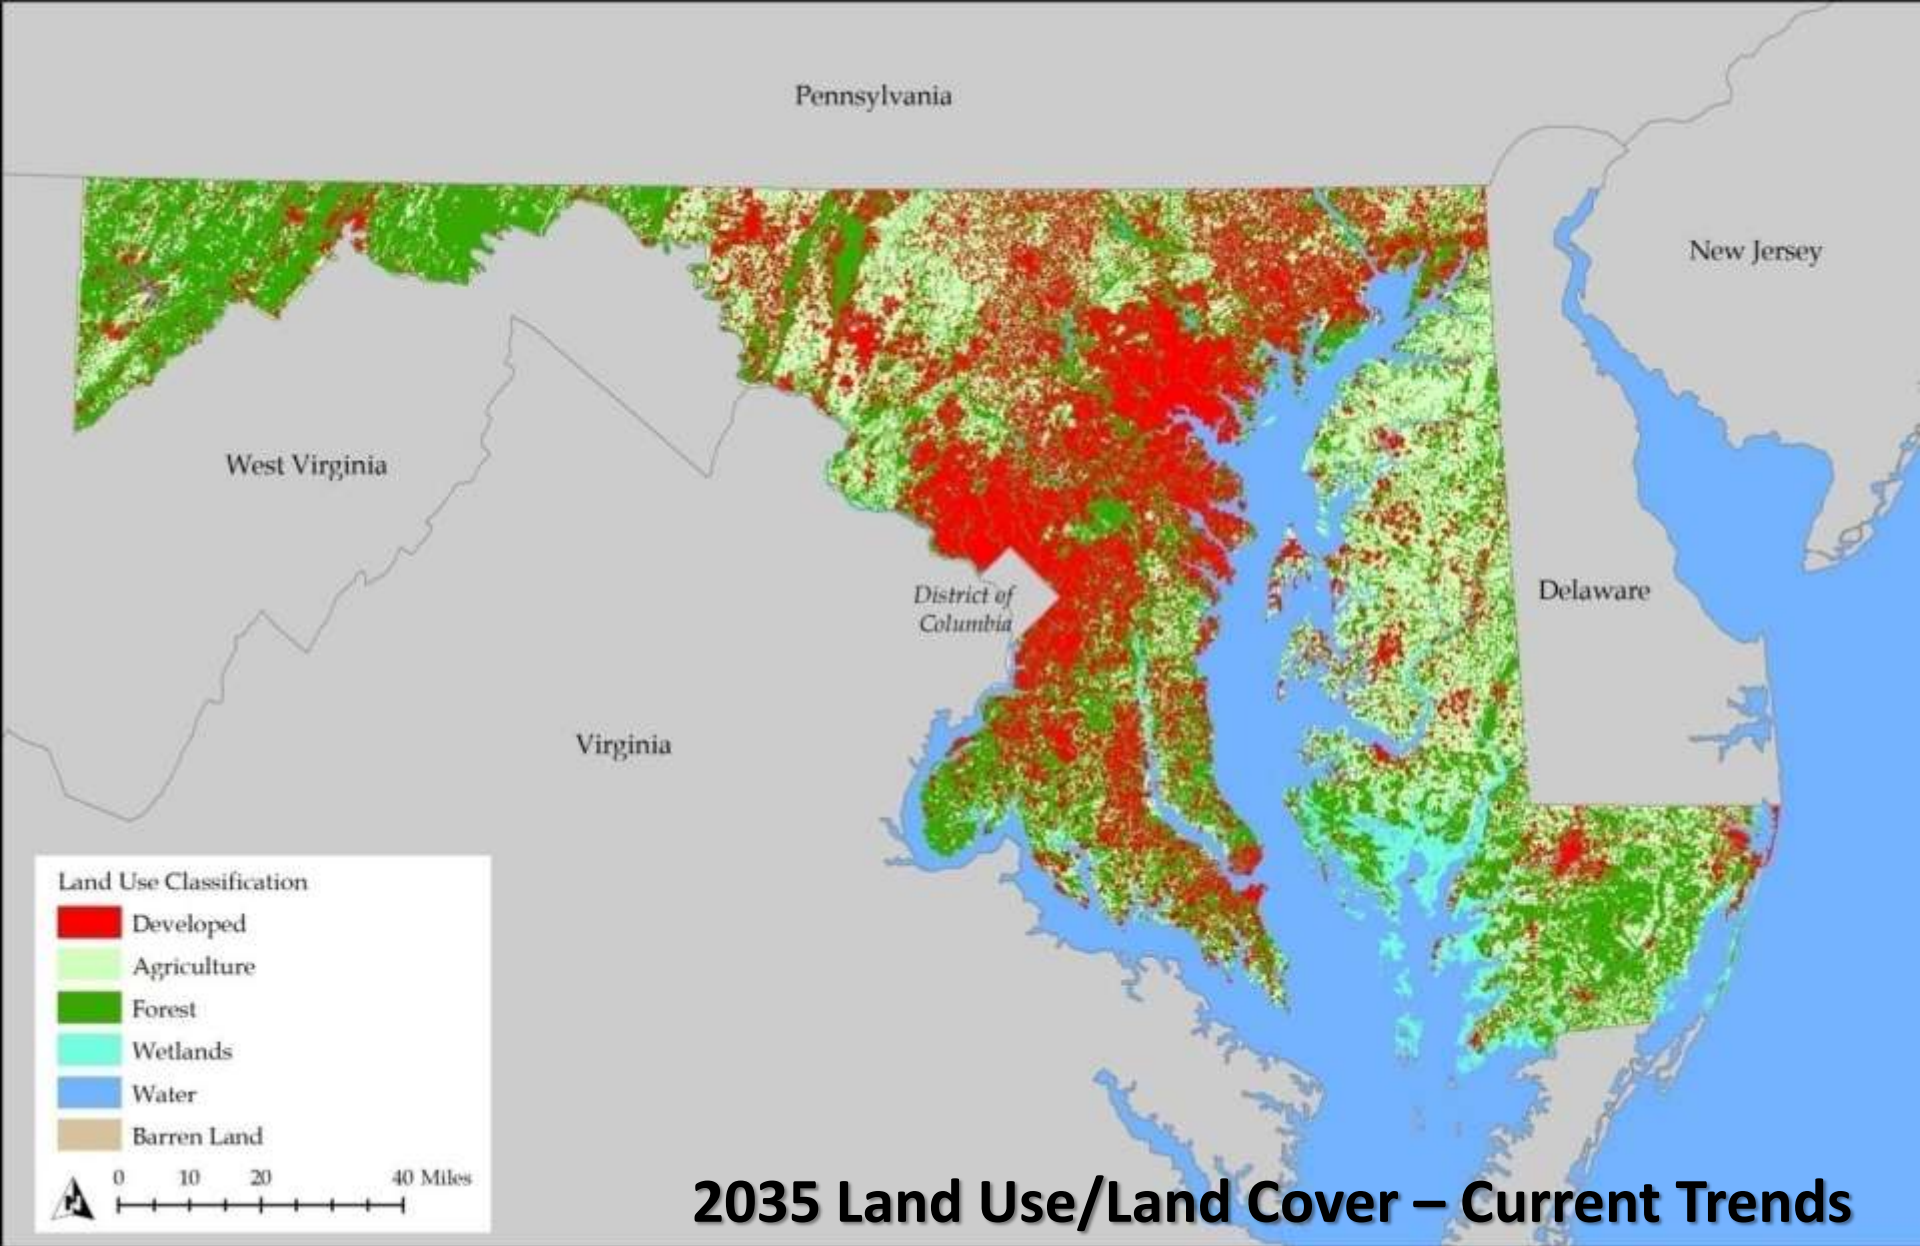 Pennsylvania
New Jersey
West Virginia
Delaware
District of
Columbia
Virginia
Land Use Classification
Developed
Agriculture
Forest
Wetlands
Water
Barren Land
0 10 20 40 Miles
N
2035 Land Use/Land Cover – Current Trends